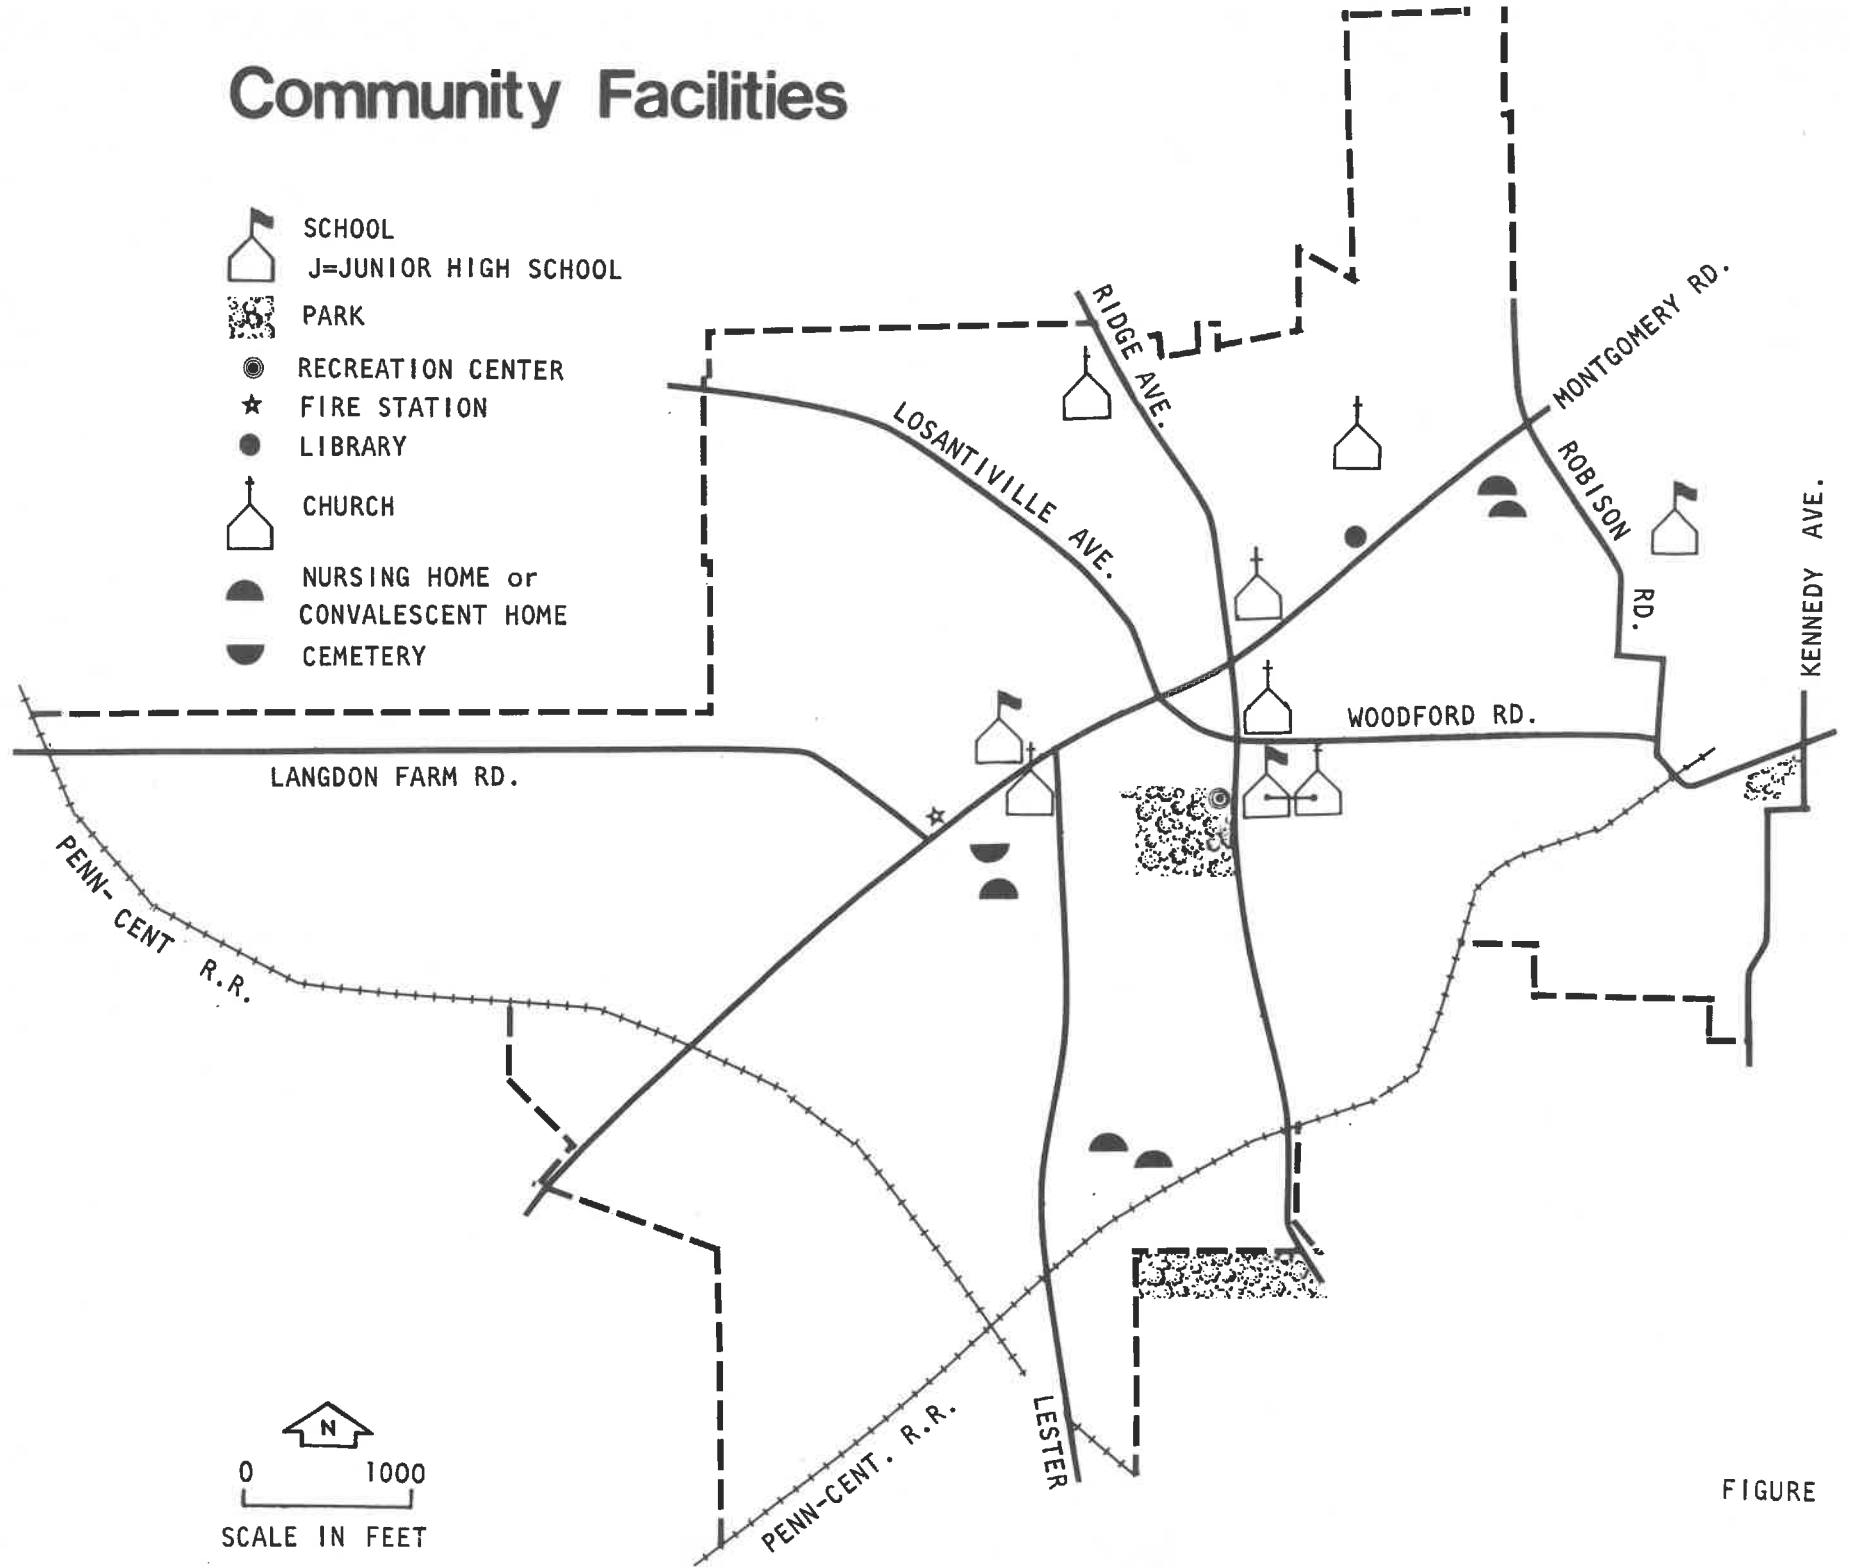 Community Facilities
SCHOOL
J=JUNIOR HIGH SCHOOL
PARK
RECREATION CENTER
FIRE STATION
LIBRARY
CHURCH
NURSING HOME or
CONVALESCENT HOME
CEMETERY
RIDGE AVE.
MONTGOMERY RD.
LOSANTIVILLE AVE.
ROBISON RD.
KENNEDY AVE.
WOODFORD RD.
LANGDON FARM RD.
PENN-CENT R.R.
PENN-CENT. R.R.
LESTER
N
0 1000
SCALE IN FEET
FIGURE